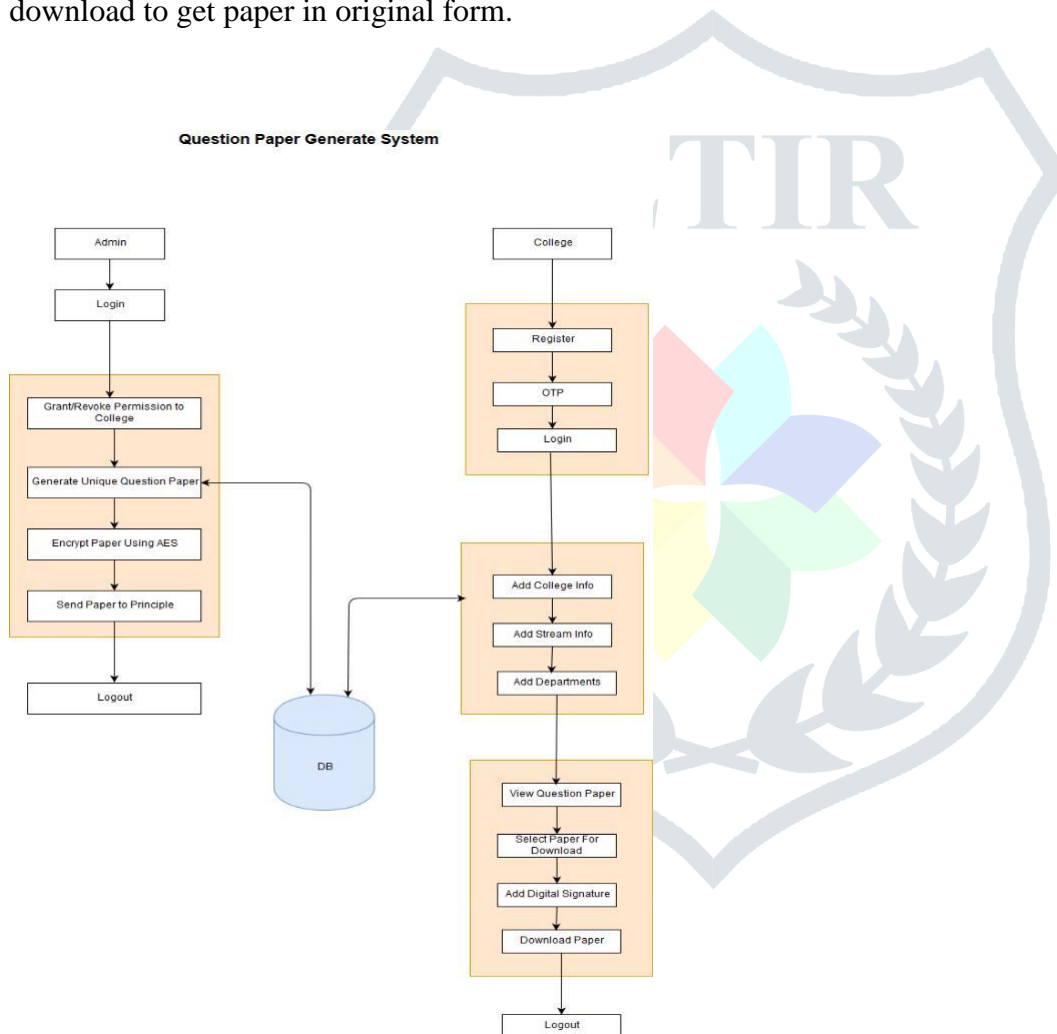 download to get paper in original form.
Question Paper Generate System
TIR
Admin
Login
Grant/Revoke Permission to
College
Generate Unique Question Paper
Encrypt Paper Using AES
Send Paper to Principle
Logout
DB
College
Register
OTP
Login
Add College Info
Add Stream Info
Add Departments
View Question Paper
Select Paper For
Download
Add Digital Signature
Download Paper
Logout